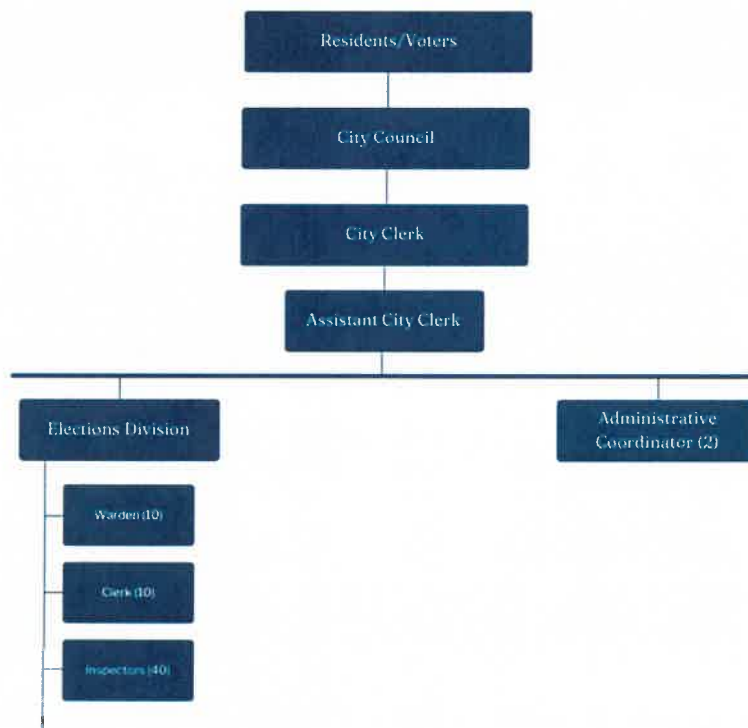 Residents/Voters
City Council
City Clerk
Assistant City Clerk
Elections Division
Administrative
Coordinator (2)
Warden (10)
Clerk (10)
Inspectors (40)